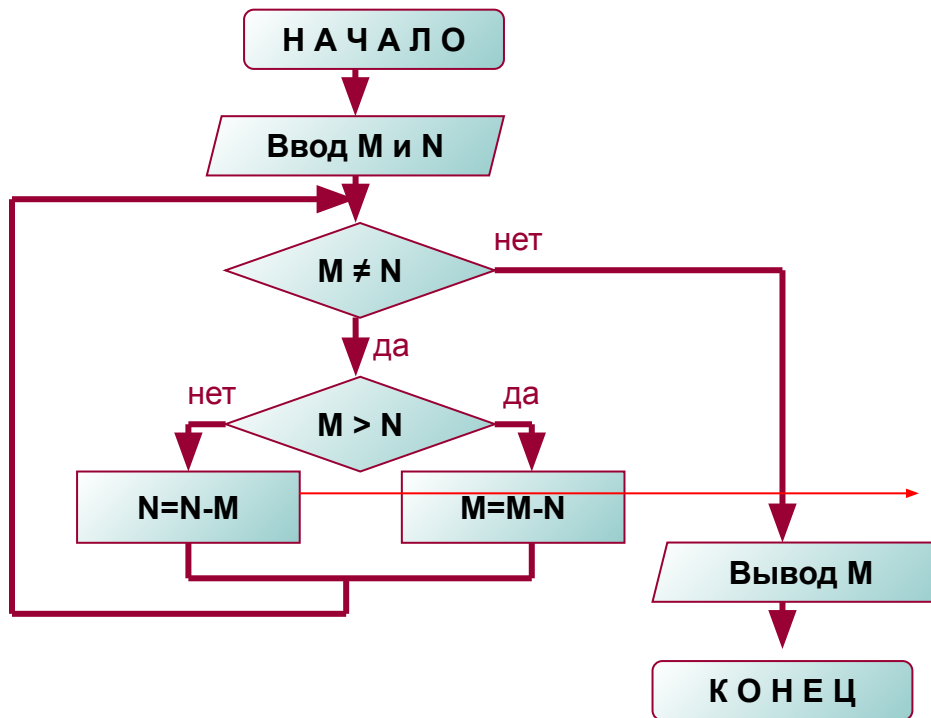 Н А Ч А Л О
Ввод M и N
нет
M ≠ N
да
нет
да
M > N
N=N-M
M=M-N
Вывод M
К О Н Е Ц